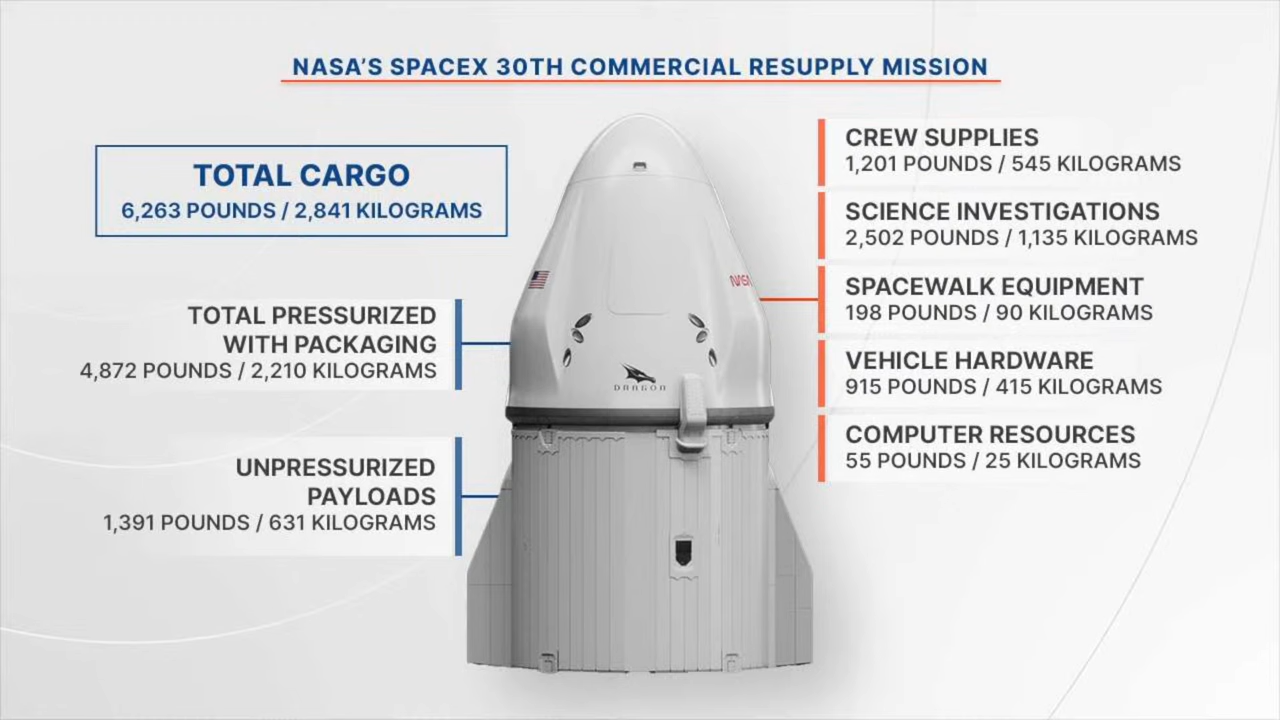 NASA'S SPACEX 30TH COMMERCIAL RESUPPLY MISSION
TOTAL CARGO
6,263 POUNDS / 2,841 KILOGRAMS
TOTAL PRESSURIZED
WITH PACKAGING
4,872 POUNDS / 2,210 KILOGRAMS
UNPRESSURIZED
PAYLOADS
1,391 POUNDS / 631 KILOGRAMS
NASA
DRAGON
CREW SUPPLIES
1,201 POUNDS / 545 KILOGRAMS
SCIENCE INVESTIGATIONS
2,502 POUNDS / 1,135 KILOGRAMS
SPACEWALK EQUIPMENT
198 POUNDS / 90 KILOGRAMS
VEHICLE HARDWARE
915 POUNDS / 415 KILOGRAMS
COMPUTER RESOURCES
55 POUNDS / 25 KILOGRAMS